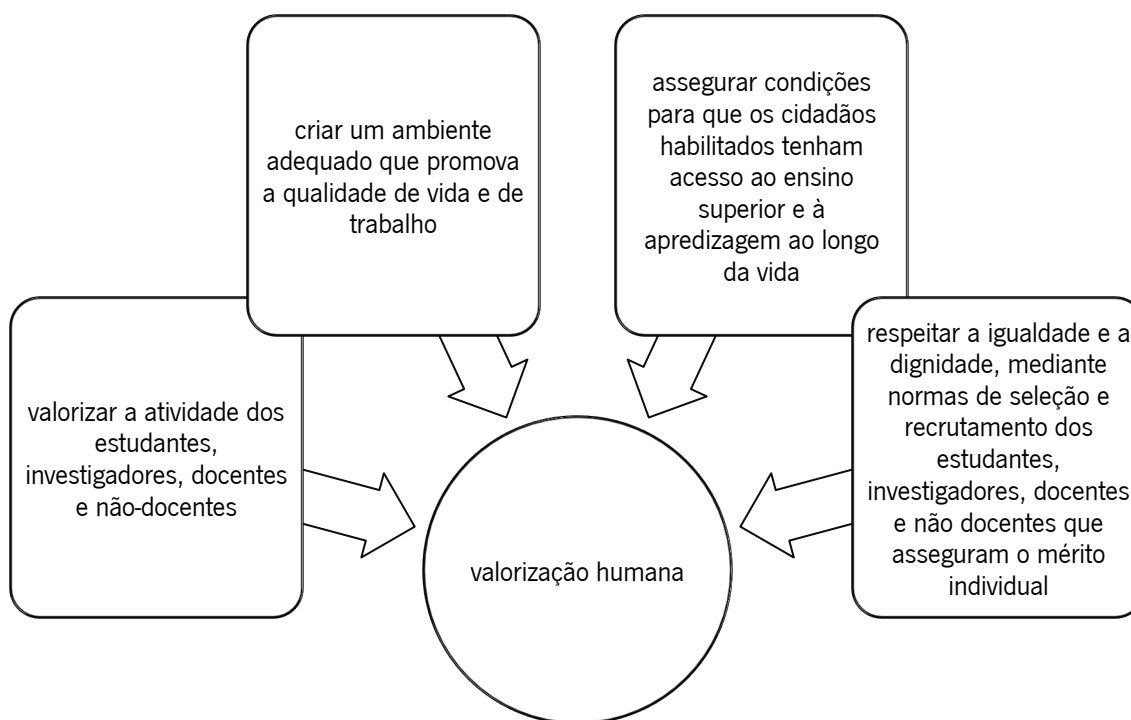 criar um ambiente
adequado que promova
a qualidade de vida e de
trabalho
assegurar condições
para que os cidadãos
habilitados tenham
acesso ao ensino
superior e à
apredizagem ao longo
da vida
valorizar a atividade dos
estudantes,
investigadores, docentes
e não-docentes
respeitar a igualdade e a
dignidade, mediante
normas de seleção e
recrutamento dos
estudantes,
investigadores, docentes
e não docentes que
asseguram o mérito
individual
valorização humana